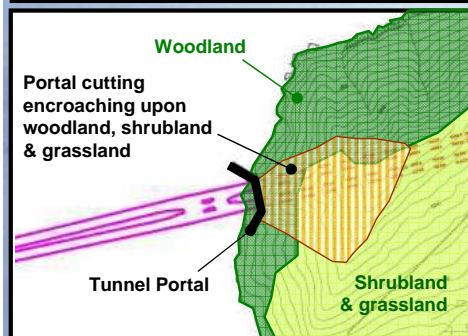 Woodland
Portal cutting
encroaching upon
woodland, shrubland
& grassland
Tunnel Portal
Shrubland
& grassland